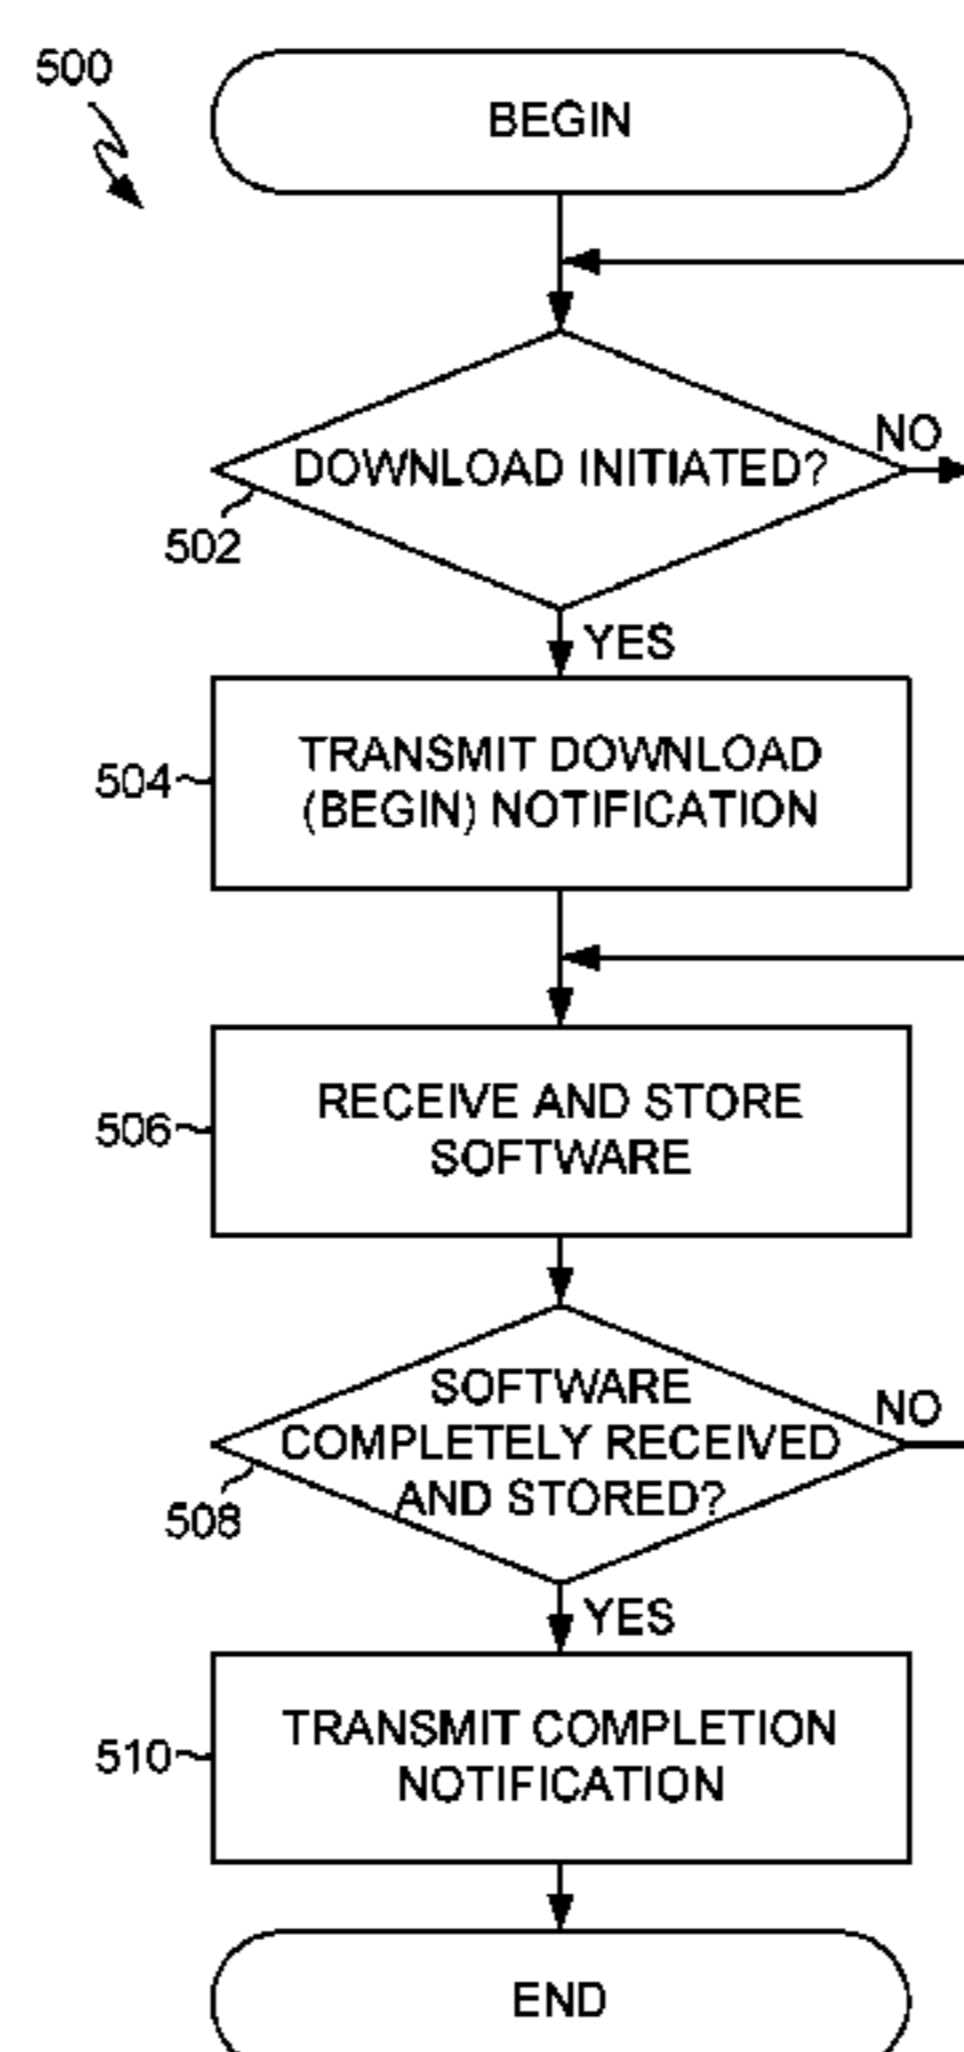 500
BEGIN
NO
DOWNLOAD INITIATED?
502
YES
TRANSMIT DOWNLOAD
(BEGIN) NOTIFICATION
504
RECEIVE AND STORE
SOFTWARE
506
SOFTWARE
COMPLETELY RECEIVED
AND STORED?
NO
508
YES
TRANSMIT COMPLETION
NOTIFICATION
510
END